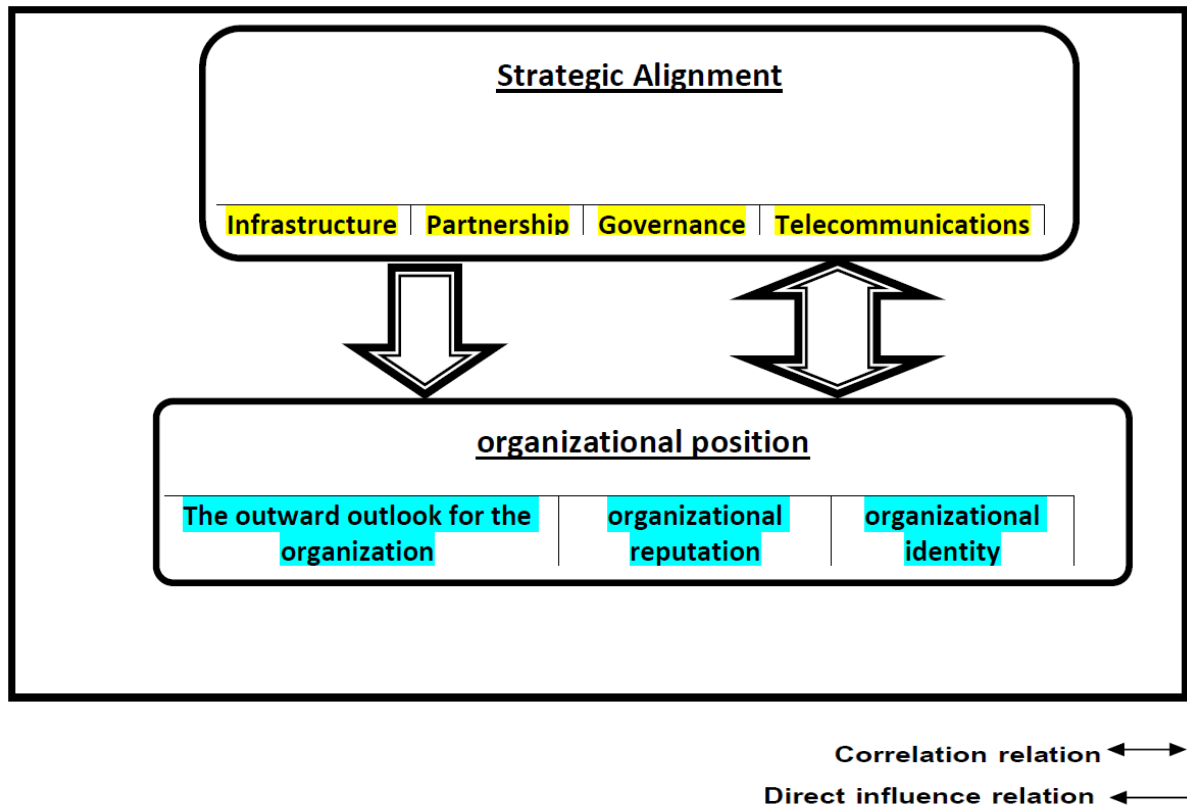 Strategic Alignment
Infrastructure Partnership Governance Telecommunications
organizational position
The outward outlook for the organization
organizational reputation
organizational identity
Correlation relation
Direct influence relation